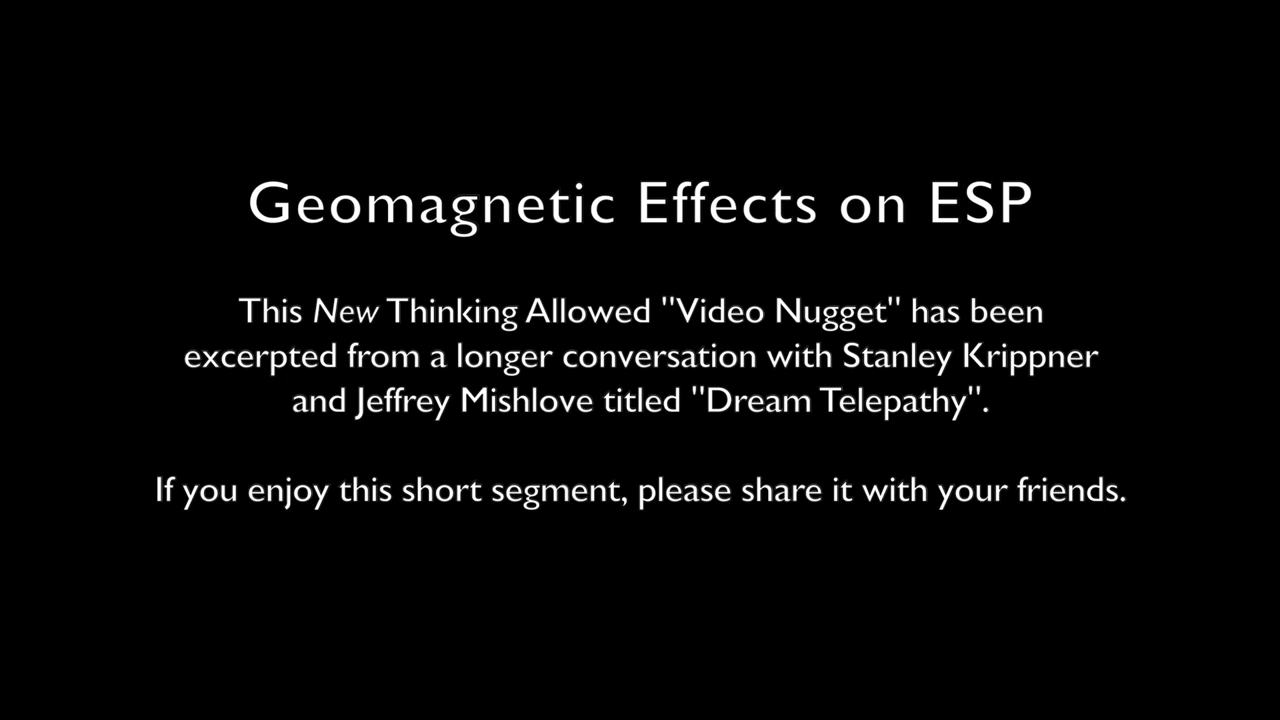 Geomagnetic Effects on ESP
This New Thinking Allowed "Video Nugget" has been
excerpted from a longer conversation with Stanley Krippner
and Jeffrey Mishlove titled "Dream Telepathy".
If you enjoy this short segment, please share it with your friends.